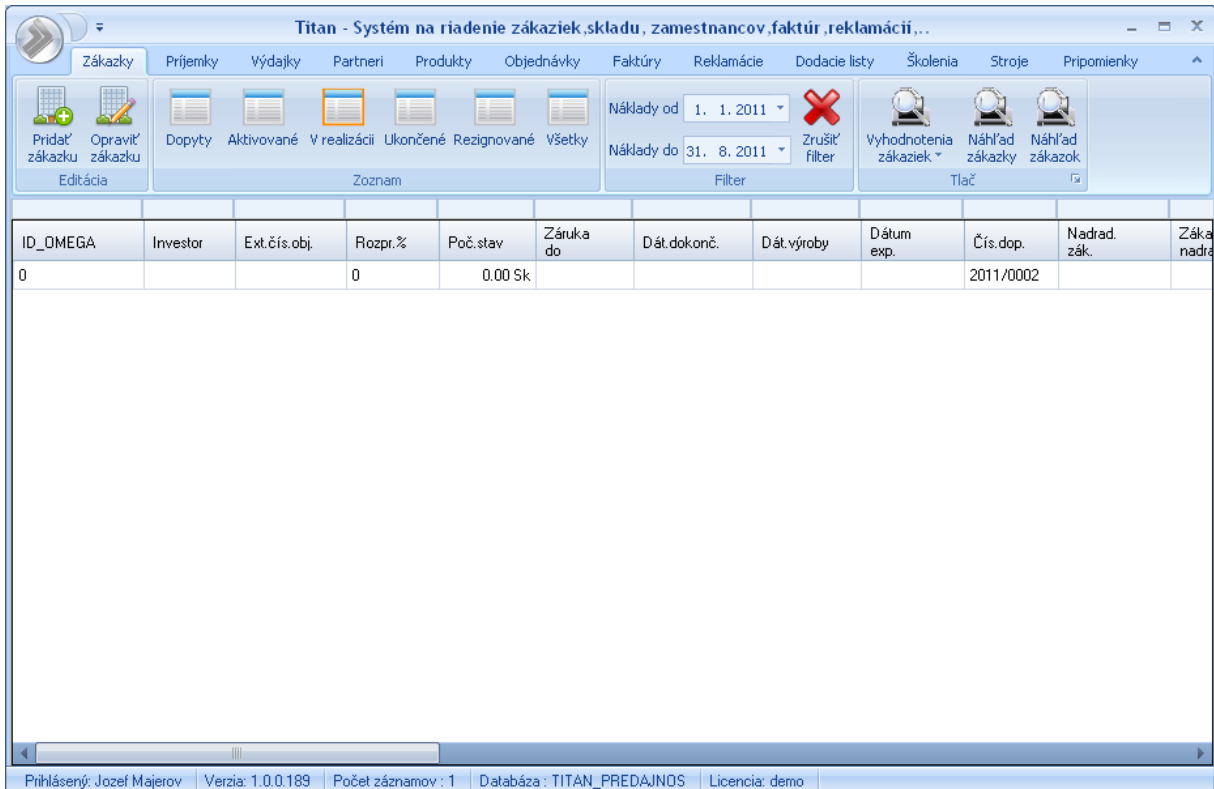 Titan - Systém na riadenie zákaziek,skladu, zamestnancov,faktúr,reklamácií,..
Zákazky Príjemky Výdajky Partneri Produkty Objednávky Faktúry Reklamácie Dodacie listy Školenia Stroje Pripomienky
Pridať zákazku
Opraviť zákazku
Editácia
Dopyty Aktivované V realizácii Ukončené Rezignované Všetky
Zoznam
Náklady od 1. 1. 2011
Náklady do 31. 8. 2011
Zrušiť filter
Filter
Vyhodnotenia zákaziek
Náhľad zákazky
Náhľad zákazok
Tlač
ID_OMEGA Investor Ext.čís.obj. Rozpr.% Poč.stav Záruka do Dát.dokonč. Dát.výroby Dátum exp. Čís.dop. Nadrad. zák. Záka nadra
0 0 0.00 Sk 2011/0002
Prihlásený: Jozef Majerov Verzia: 1.0.0.189 Počet záznamov : 1 Databáza : TITAN_PREDAJNOS Licencia: demo